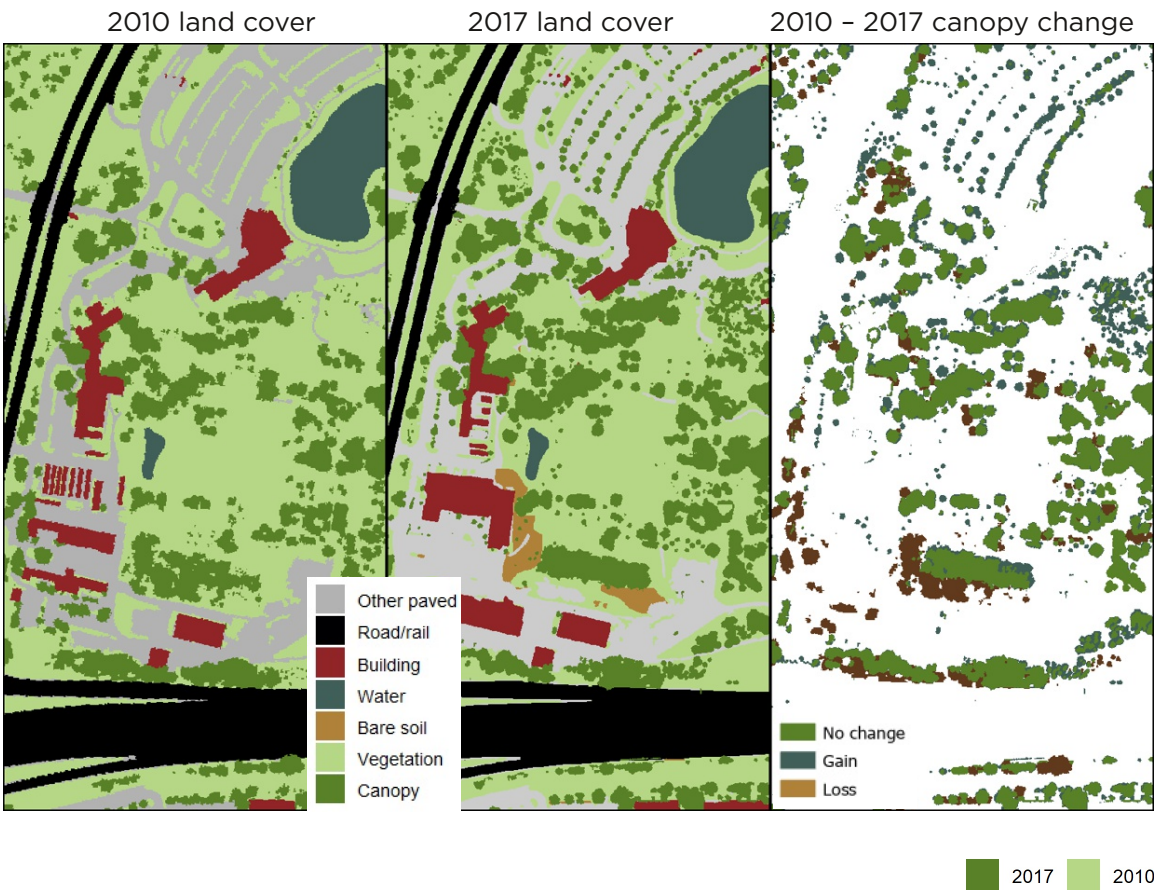 2010 land cover
2017 land cover
2010 – 2017 canopy change
Other paved
Road/rail
Building
Water
Bare soil
Vegetation
Canopy
No change
Gain
Loss
2017
2010